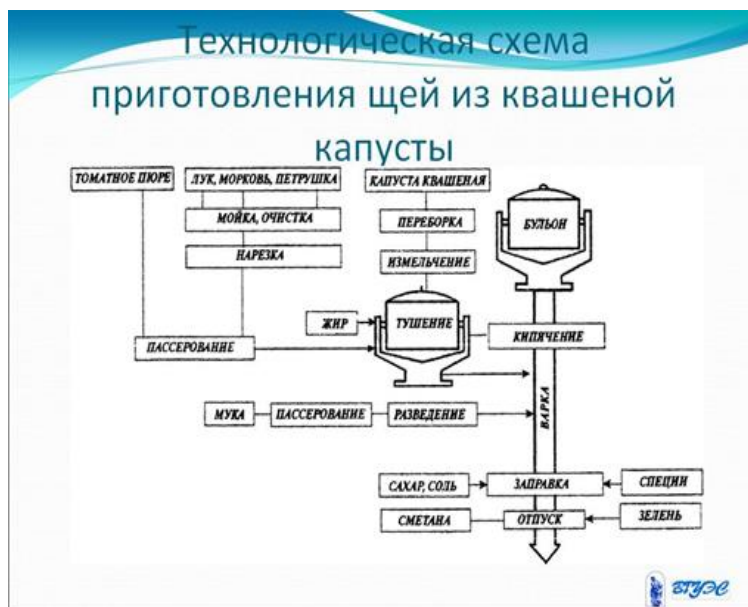 Технологическая схема
приготовления щей из квашеной
капусты
ТОМАТНОЕ ПЮРЕ
ЛУК, МОРКОВЬ, ПЕТРУШКА
КАПУСТА КВАШЕНАЯ
МОЙКА, ОЧИСТКА
ПЕРЕБОРКА
БУЛЬОН
НАРЕЗКА
ИЗМЕЛЬЧЕНИЕ
ЖИР
ТУШЕНИЕ
КИПЯЧЕНИЕ
ПАССЕРОВАНИЕ
ВАРКА
МУКА
ПАССЕРОВАНИЕ
РАЗВЕДЕНИЕ
САХАР, СОЛЬ
ЗАПРАВКА
СПЕЦИИ
СМЕТАНА
ОТПУСК
ЗЕЛЕНЬ
ВГУЭС